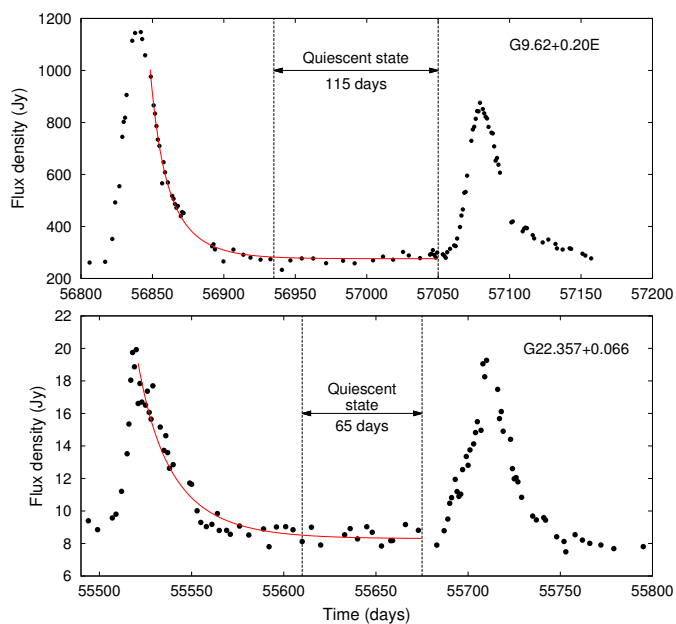 1200
1000
800
600
400
200
Flux density (Jy)
G9.62+0.20E
Quiescent state
115 days
56800 56850 56900 56950 57000 57050 57100 57150 57200
22
20
18
16
14
12
10
8
6
Flux density (Jy)
G22.357+0.066
Quiescent
state
65 days
55500 55550 55600 55650 55700 55750 55800
Time (days)